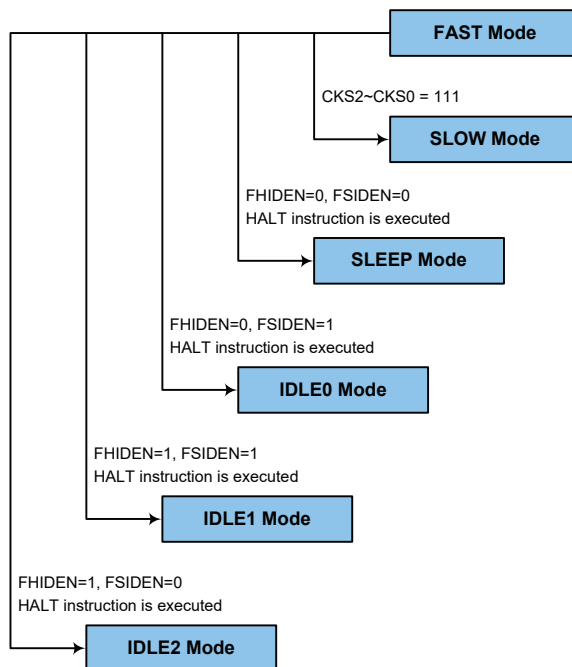 FAST Mode
CKS2~CKS0 = 111
SLOW Mode
FHIDEN=0, FSIDEN=0
HALT instruction is executed
SLEEP Mode
FHIDEN=0, FSIDEN=1
HALT instruction is executed
IDLE0 Mode
FHIDEN=1, FSIDEN=1
HALT instruction is executed
IDLE1 Mode
FHIDEN=1, FSIDEN=0
HALT instruction is executed
IDLE2 Mode